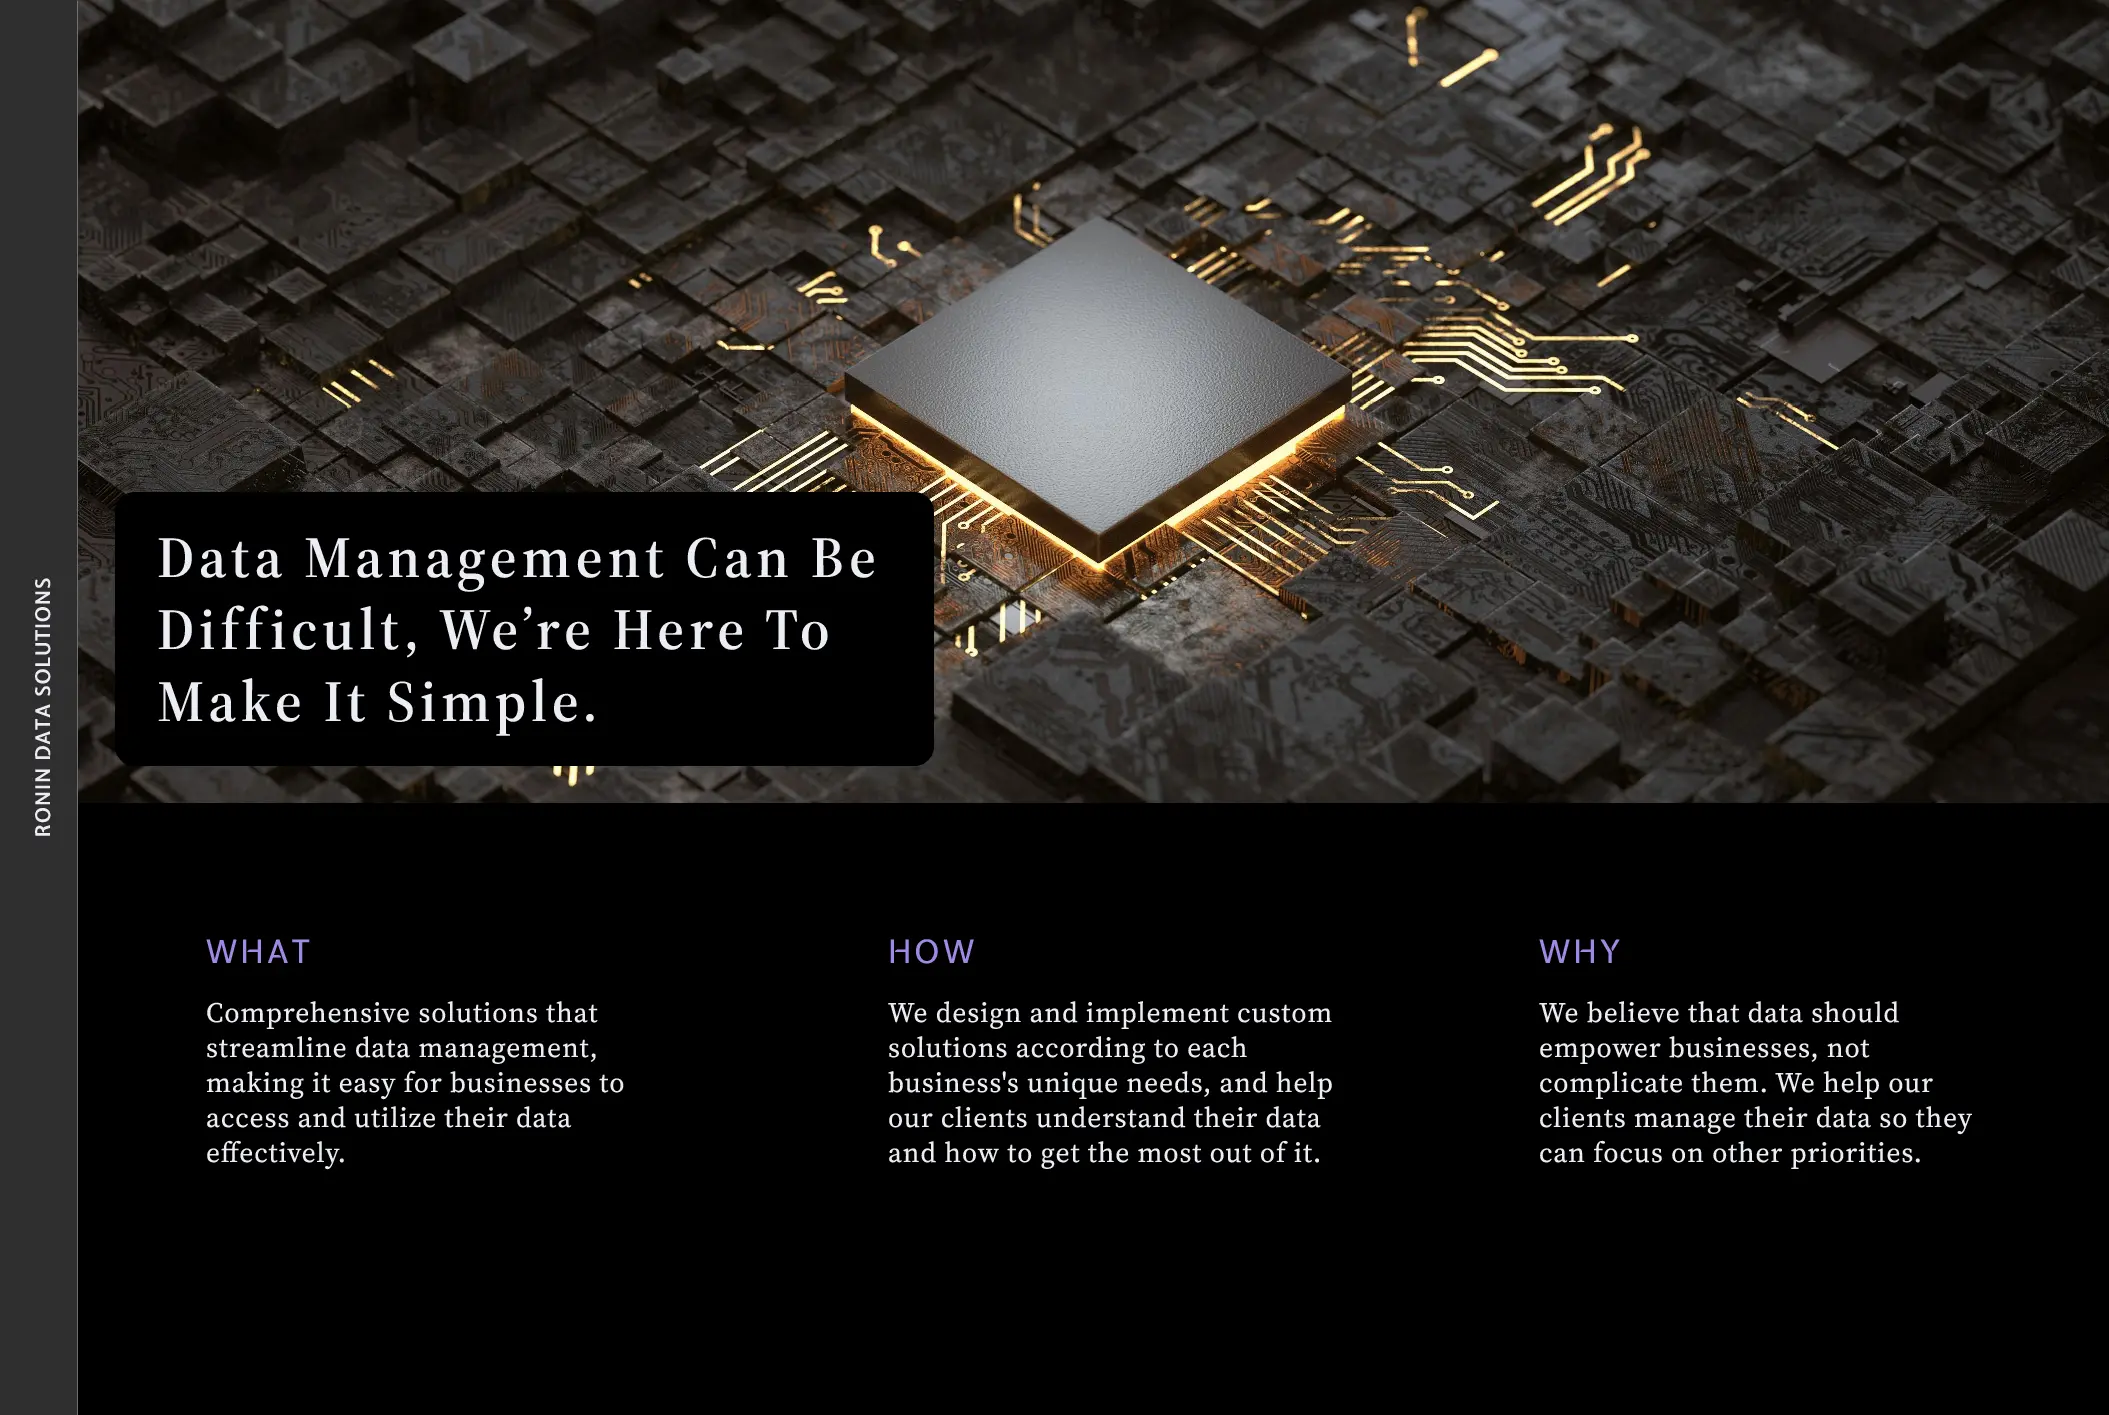 RONIN DATA SOLUTIONS
Data Management Can Be
Difficult, We’re Here To
Make It Simple.
WHAT
Comprehensive solutions that
streamline data management,
making it easy for businesses to
access and utilize their data
effectively.
HOW
We design and implement custom
solutions according to each
business's unique needs, and help
our clients understand their data
and how to get the most out of it.
WHY
We believe that data should
empower businesses, not
complicate them. We help our
clients manage their data so they
can focus on other priorities.